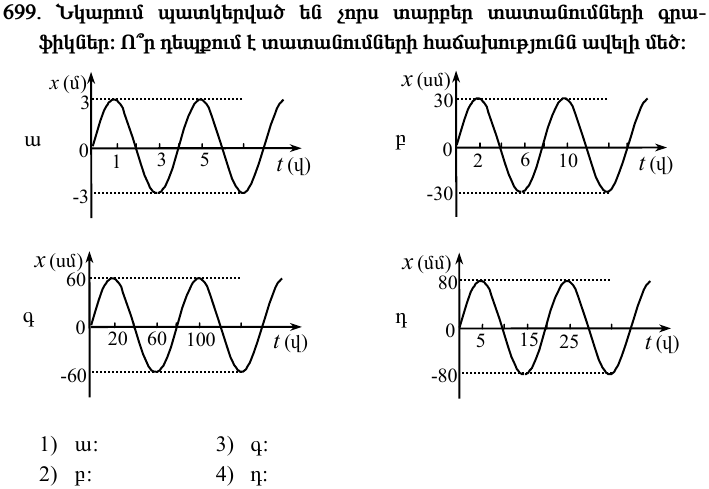 699. Նկարում պատկերված են չորս տարբեր տատանումների գրա-
ֆիկներ: Ո՞ր դեպքում է տատանումների հաճախությունն ավելի մեծ:
x (մ)
3
ա
0
1 3 5
t (վ)
-3
x (սմ)
30
բ
0
2 6 10
t (վ)
-30
x (սմ)
60
գ
0
20 60 100
t (վ)
-60
x (մմ)
80
դ
0
5 15 25
t (վ)
-80
1) ա: 3) գ:
2) բ: 4) դ: